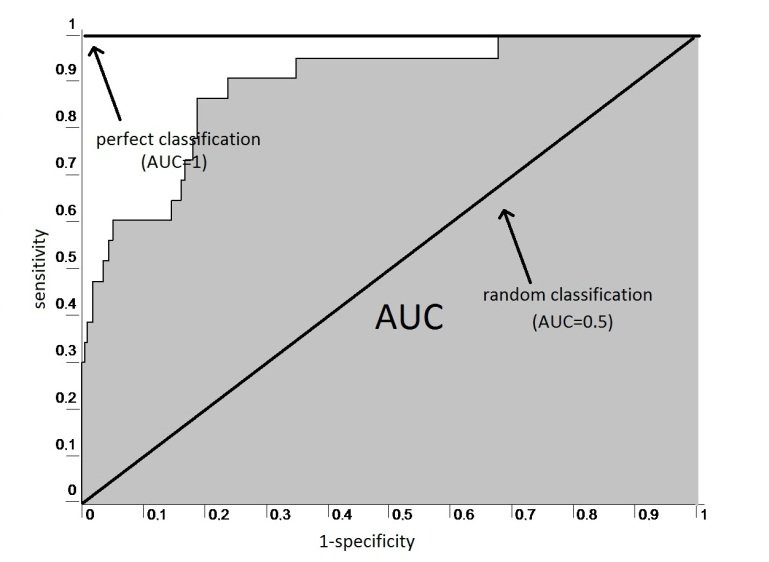 1
0.9
0.8
perfect classification
(AUC=1)
0.7
0.6
sensitivity
0.5
random classification
(AUC=0.5)
AUC
0.4
0.3
0.2
0.1
0
0 0.1 0.2 0.3 0.4 0.5 0.6 0.7 0.8 0.9 1
1-specificity